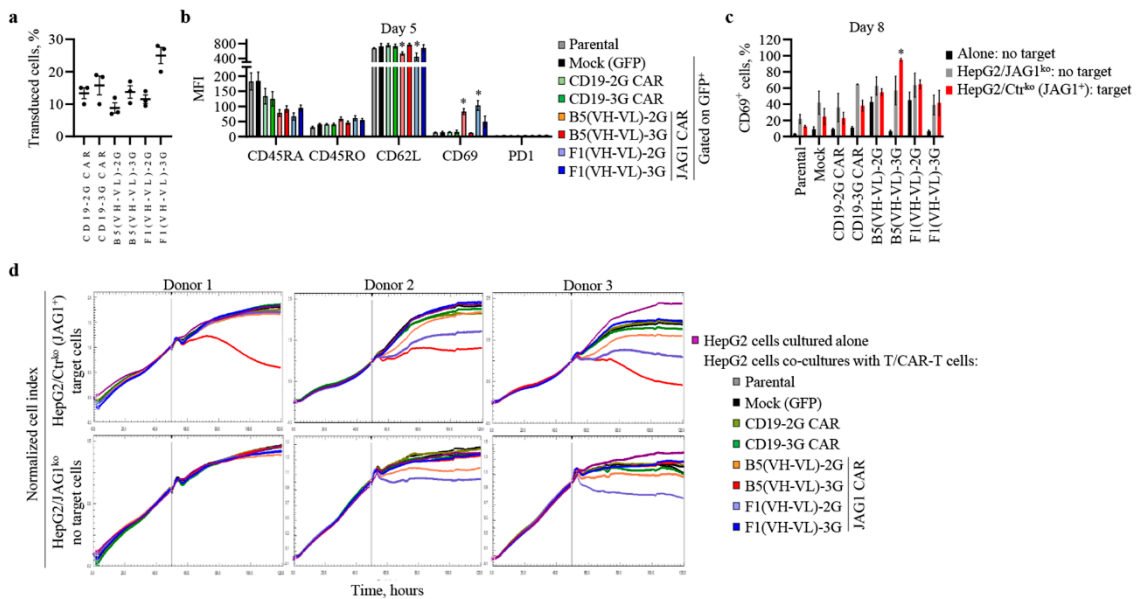 a
Transduced cells, %
30
20
10
0
CD19-2G CAR
CD19-3G CAR
B5(VH-VL)-2G
B5(VH-VL)-3G
F1(VH-VL)-2G
F1(VH-VL)-3G
b
Day 5
MFI
800
600
400
200
250
200
150
100
50
0
* * * *
CD45RA
CD45RO
CD62L
CD69
PD1
Parental
Mock (GFP)
CD19-2G CAR
CD19-3G CAR
B5(VH-VL)-2G
B5(VH-VL)-3G
F1(VH-VL)-2G
F1(VH-VL)-3G
JAG1 CAR
Gated on GFP⁺
c
Day 8
CD69⁺ cells, %
120
100
80
60
40
20
0
*
Parental
Mock
CD19-2G CAR
CD19-3G CAR
B5(VH-VL)-2G
B5(VH-VL)-3G
F1(VH-VL)-2G
F1(VH-VL)-3G
Alone: no target
HepG2/JAG1ᵏᵒ: no target
HepG2/Ctrᵏᵒ (JAG1⁺): target
d
Donor 1
Donor 2
Donor 3
Normalized cell index
HepG2/Ctrᵏᵒ (JAG1⁺)
target cells
HepG2/JAG1ᵏᵒ
no target cells
Time, hours
HepG2 cells cultured alone
HepG2 cells co-cultures with T/CAR-T cells:
Parental
Mock (GFP)
CD19-2G CAR
CD19-3G CAR
B5(VH-VL)-2G
B5(VH-VL)-3G
F1(VH-VL)-2G
F1(VH-VL)-3G
JAG1 CAR